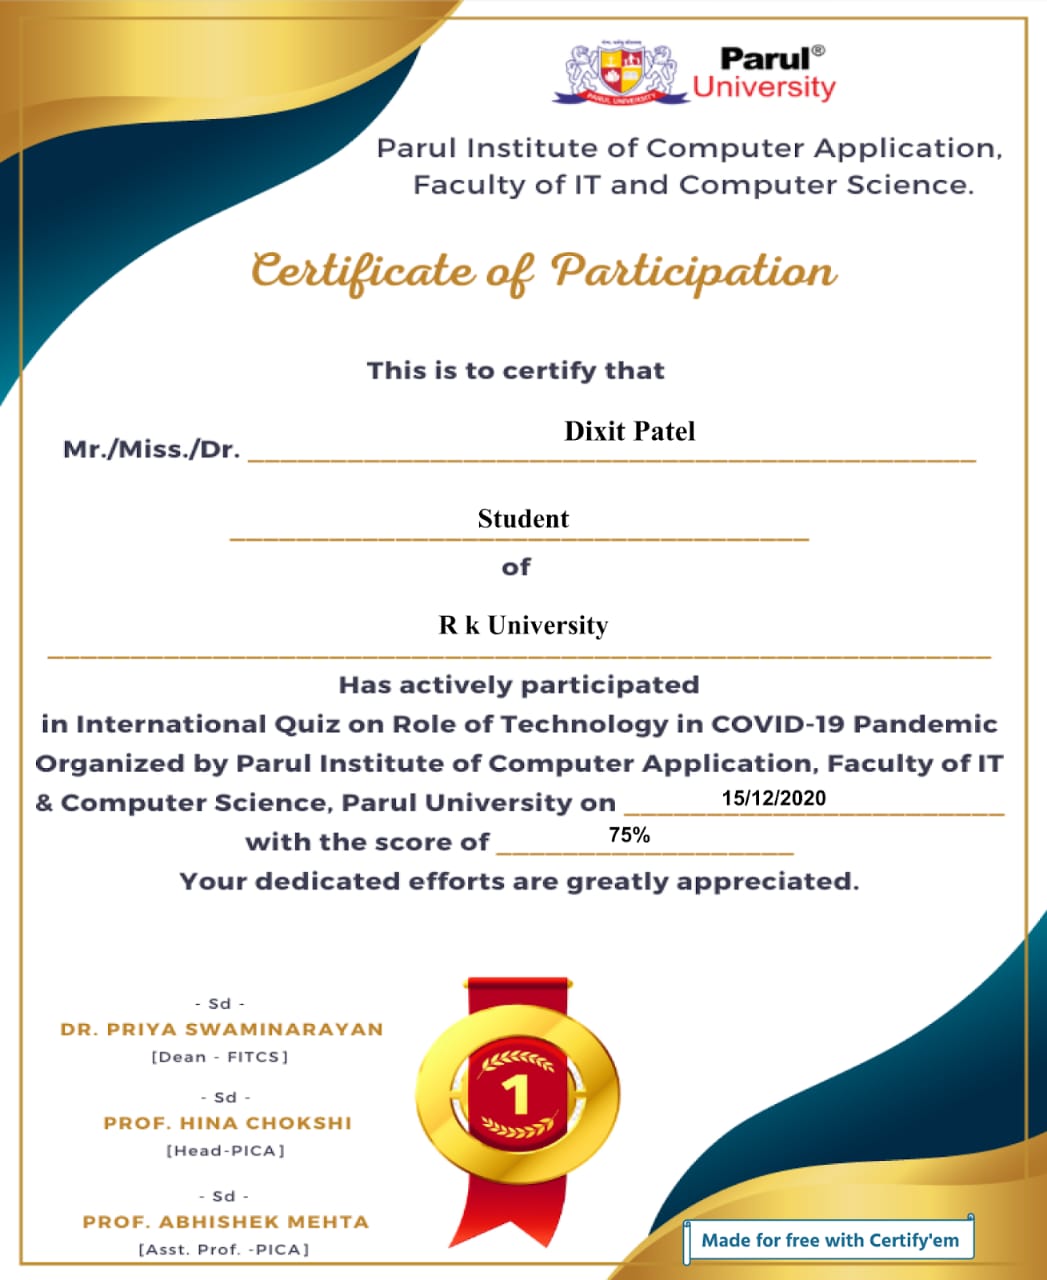 Parul®
University
PARUL UNIVERSITY
Parul Institute of Computer Application,
Faculty of IT and Computer Science.
Certificate of Participation
This is to certify that
Mr./Miss./Dr. Dixit Patel
Student
of
R k University
Has actively participated
in International Quiz on Role of Technology in COVID-19 Pandemic
Organized by Parul Institute of Computer Application, Faculty of IT
& Computer Science, Parul University on 15/12/2020
with the score of 75%
Your dedicated efforts are greatly appreciated.
- Sd -
DR. PRIYA SWAMINARAYAN
[Dean - FITCS]
- Sd -
PROF. HINA CHOKSHI
[Head-PICA]
- Sd -
PROF. ABHISHEK MEHTA
[Asst. Prof. -PICA]
1
Made for free with Certify'em